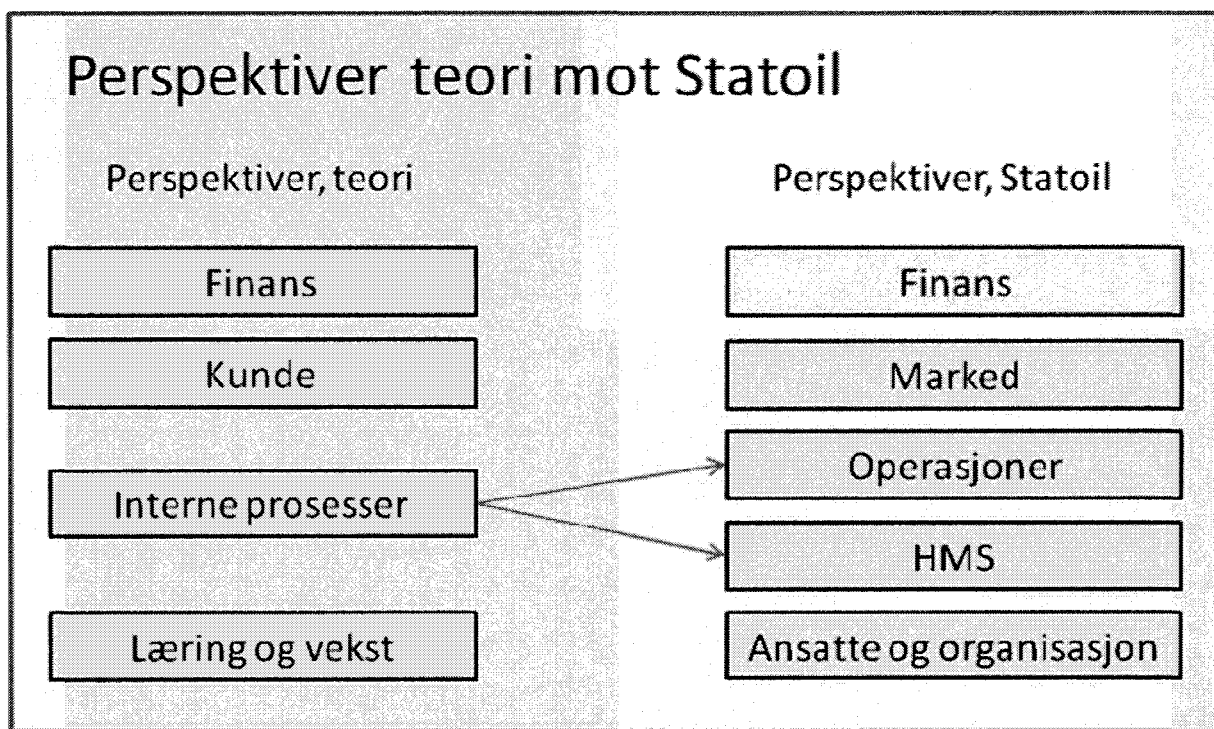 Perspektiver teori mot Statoil
Perspektiver, teori
Perspektiver, Statoil
Finans
Finans
Kunde
Marked
Interne prosesser
Operasjoner
HMS
Læring og vekst
Ansatte og organisasjon